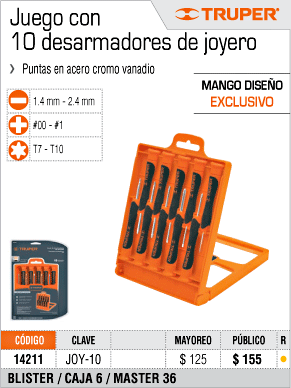 Juego con
TRUPER®
10 desarmadores de joyero
Puntas en acero cromo vanadio
MANGO DISEÑO
EXCLUSIVO
1.4 mm - 2.4 mm
#00 - #1
T7 - T10
TRUPER
CÓDIGO CLAVE MAYOREO PÚBLICO R
14211 JOY-10 $ 125 $ 155
BLISTER / CAJA 6 / MASTER 36